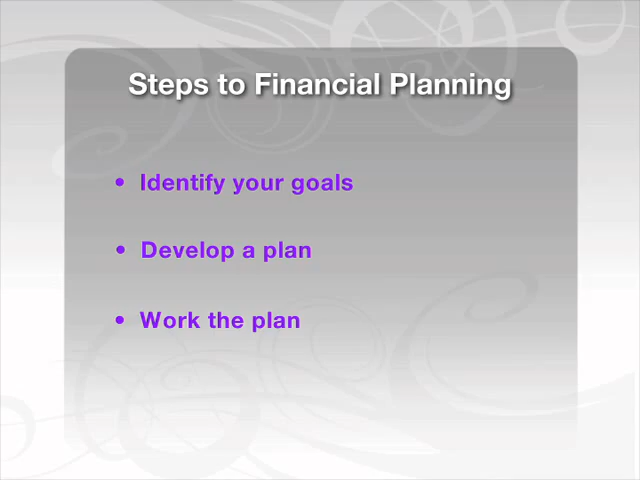 Steps to Financial Planning
• Identify your goals
• Develop a plan
• Work the plan